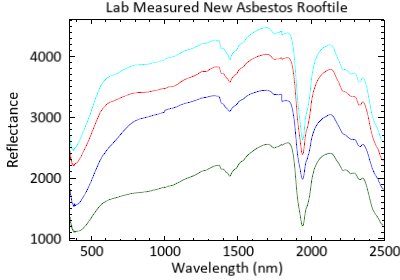 Lab Measured New Asbestos Rooftile
4000
3000
2000
1000
Reflectance
500 1000 1500 2000 2500
Wavelength (nm)